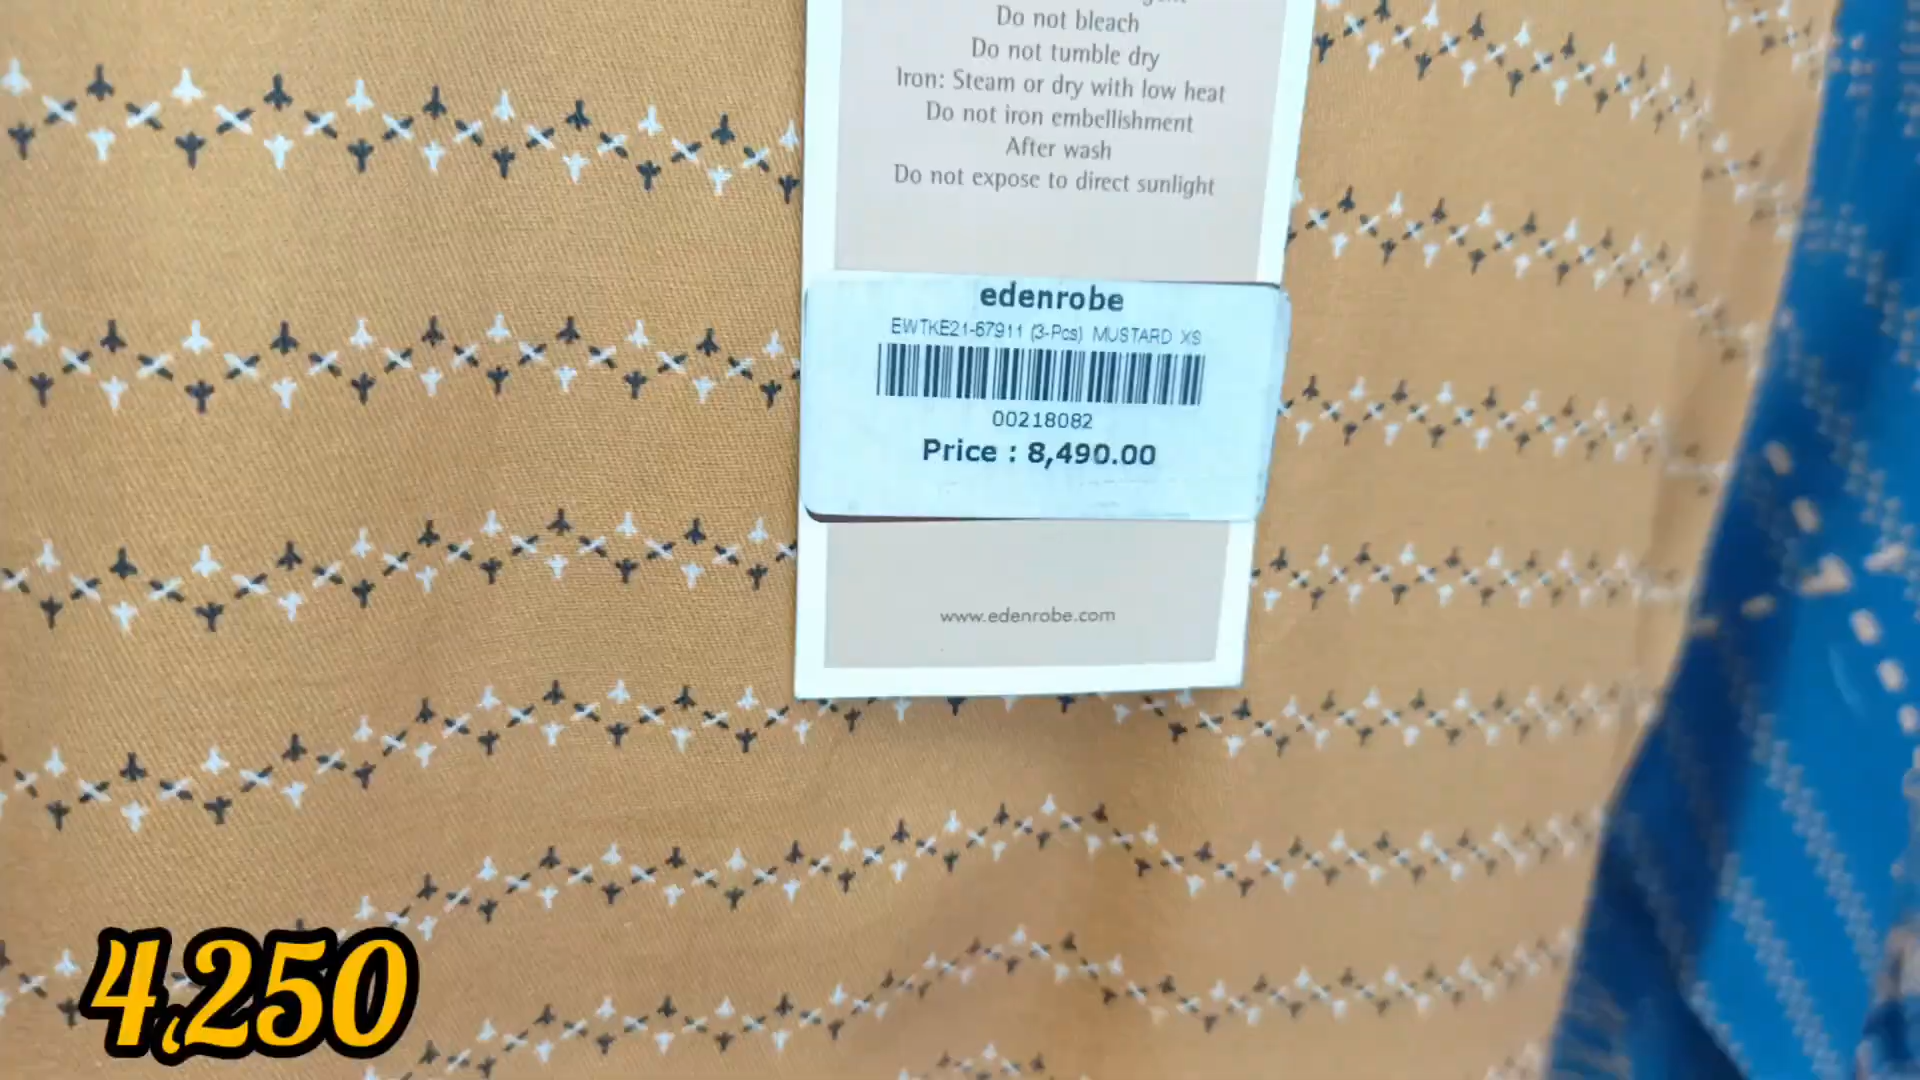 Do not bleach
Do not tumble dry
Iron: Steam or dry with low heat
Do not iron embellishment
After wash
Do not expose to direct sunlight
edenrobe
EWTKE21-67911 (3-Pcs) MUSTARD XS
00218082
Price : 8,490.00
www.edenrobe.com
4,250